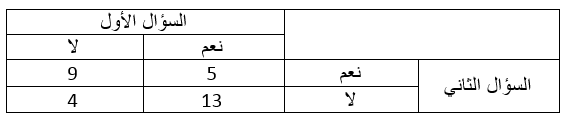 السؤال الأول
نعم لا
السؤال الثاني نعم 5 9
لا 13 4